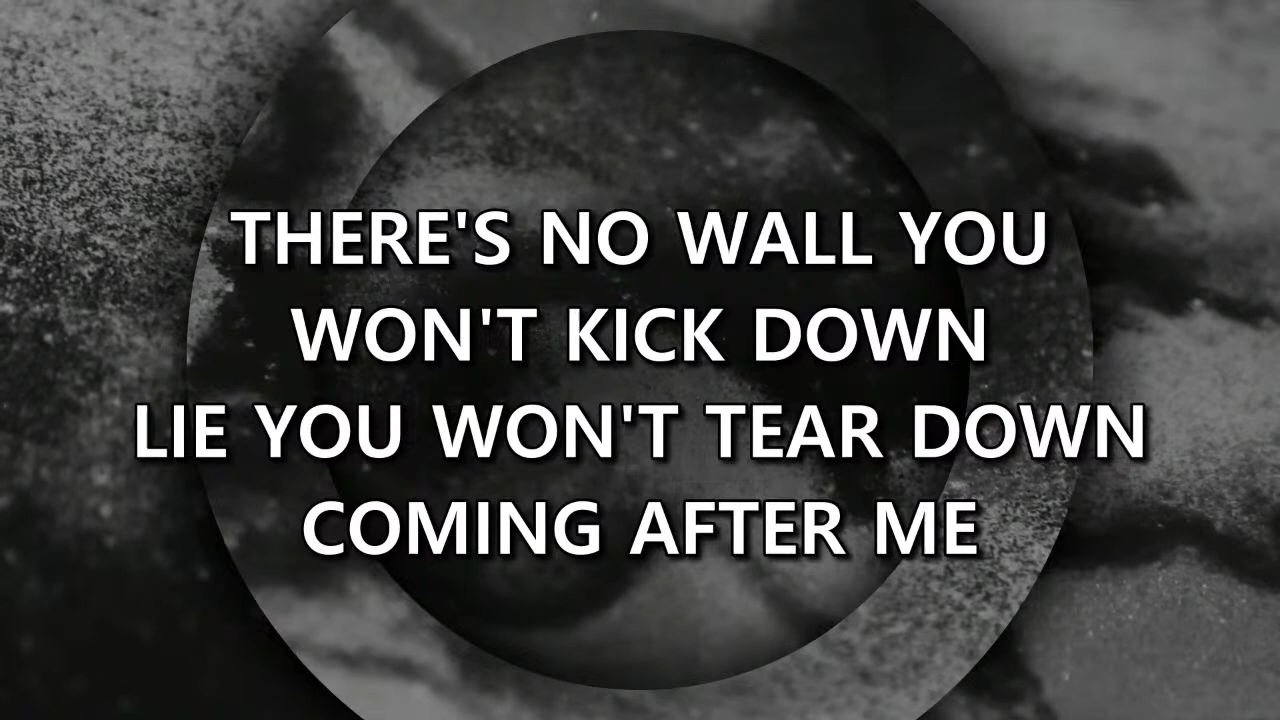 THERE'S NO WALL YOU
WON'T KICK DOWN
LIE YOU WON'T TEAR DOWN
COMING AFTER ME